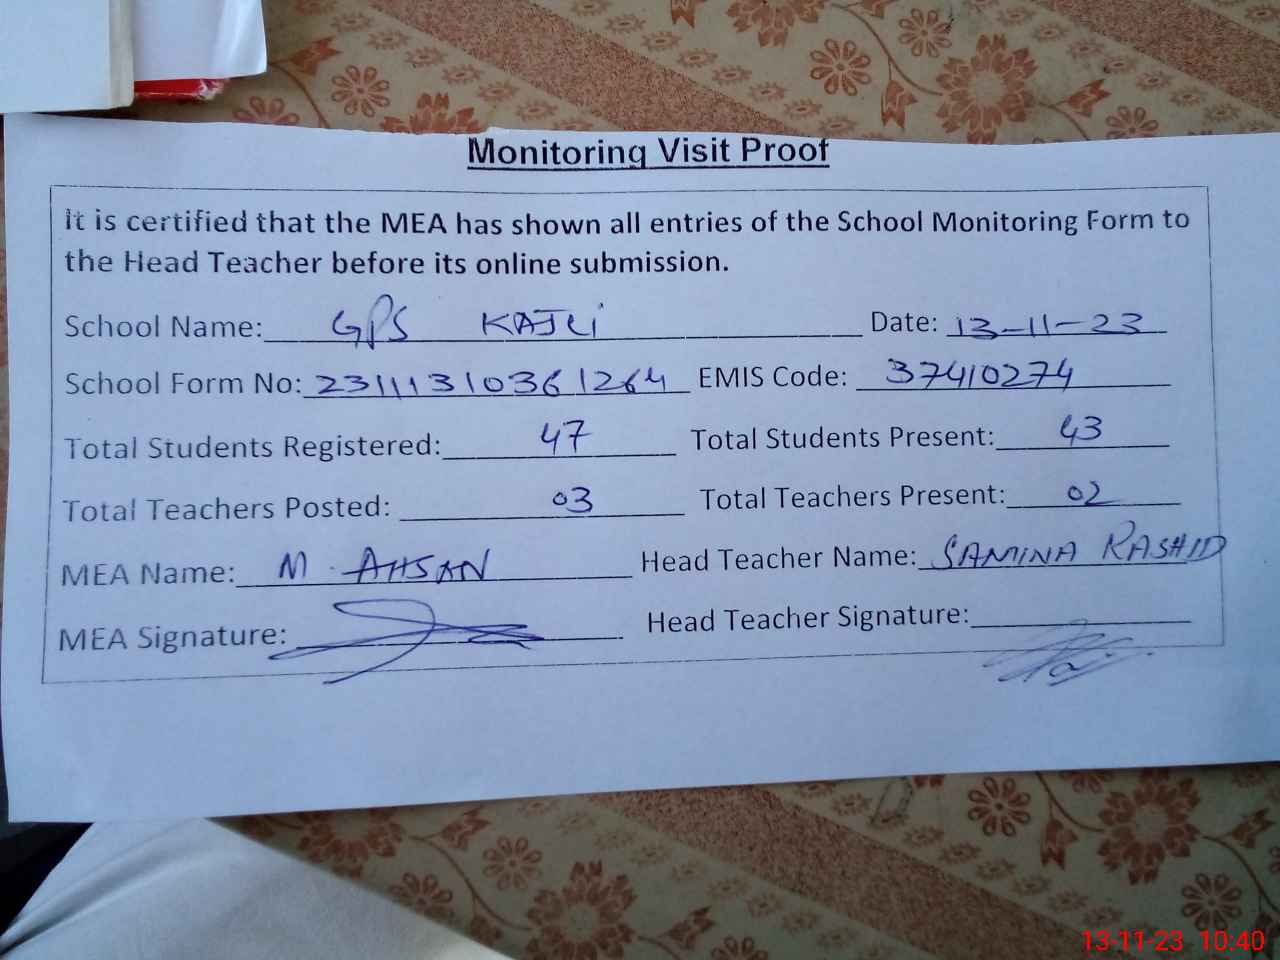 Monitoring Visit Proof
It is certified that the MEA has shown all entries of the School Monitoring Form to
the Head Teacher before its online submission.
School Name: GPS KAJLi Date: 13-11-23
School Form No: 2311131036 1264 EMIS Code: 37410274
Total Students Registered: 47 Total Students Present: 43
Total Teachers Posted: 03 Total Teachers Present: 02
MEA Name: M. AHSAN Head Teacher Name: SAMINA RASHID
MEA Signature: Head Teacher Signature:
13-11-23 10:40